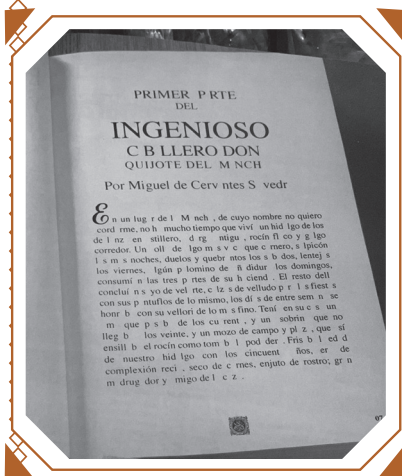 PRIMER P RTE
DEL
INGENIOSO
C B LLERO DON
QUIJOTE DEL M NCH
Por Miguel de Cerv ntes S vedr
En un lug r de l M nch , de cuyo nombre no quiero
cord rme, no h mucho tiempo que viví un hid lgo de los
de l nz en stillero, d rg ntigu , rocín fl co y g lgo
corredor. Un oll de lgo m s v c que c rnero, s lpicón
l s m s noches, duelos y quebr ntos los s b dos, lentej s
los viernes, lgún p lomino de ñ didur los domingos,
consumí n l s tres p rtes de su h ciend . El resto dell
concluí n s yo de vel rte, c lz s de velludo p r l s fiest s
con sus p ntuflos de lo mismo, los dí s de entre sem n se
honr b con su vellori de lo m s fino. Tení en su c s un
m que p s b de los cu rent , y un sobrin que no
lleg b los veinte, y un mozo de campo y pl z , que sí
ensill b el rocín como tom b l pod der . Fris b l ed d
de nuestro hid lgo con los cincuent ños, er de
complexión reci , seco de c rnes, enjuto de rostro; gr n
m drug dor y migo de l c z .